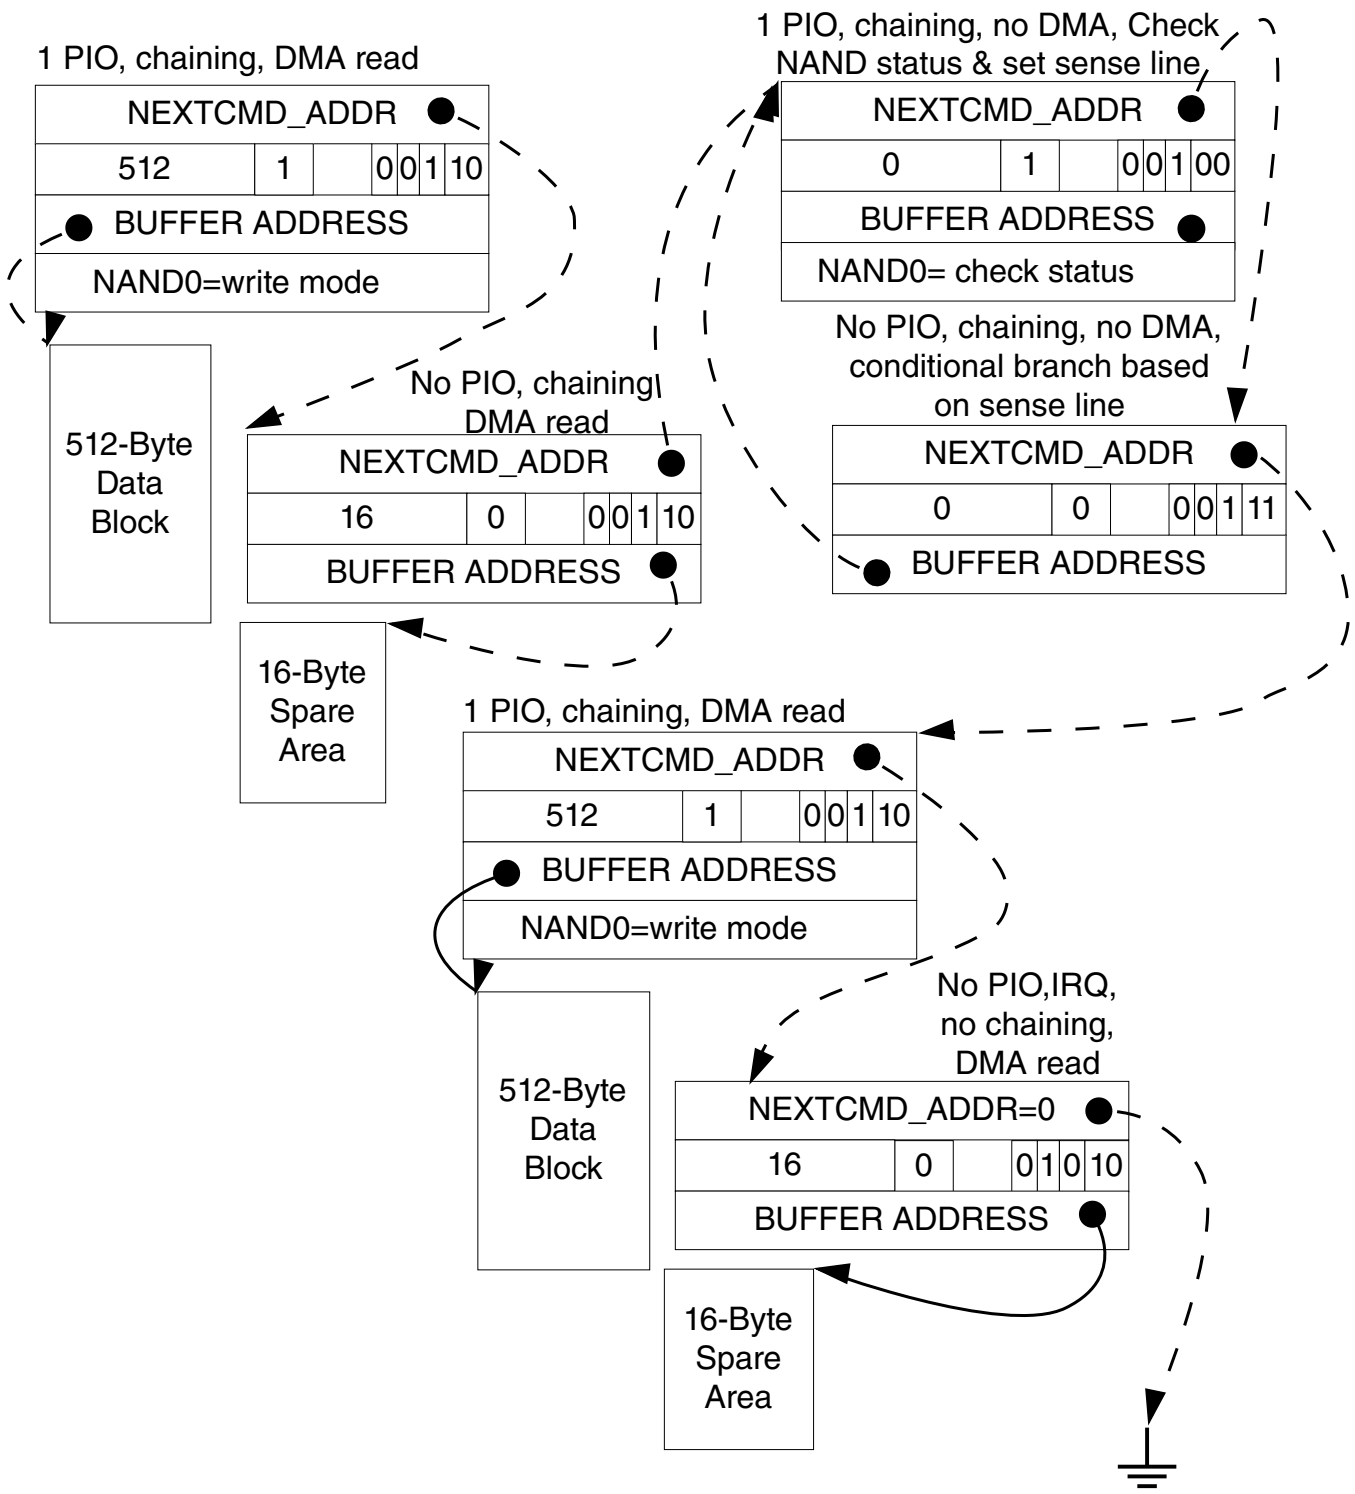 1 PIO, chaining, DMA read
NEXTCMD_ADDR
512 1 0 0 1 10
BUFFER ADDRESS
NAND0=write mode
512-Byte
Data
Block
No PIO, chaining
DMA read
NEXTCMD_ADDR
16 0 0 0 1 10
BUFFER ADDRESS
16-Byte
Spare
Area
1 PIO, chaining, no DMA, Check
NAND status & set sense line
NEXTCMD_ADDR
0 1 0 0 1 00
BUFFER ADDRESS
NAND0= check status
No PIO, chaining, no DMA,
conditional branch based
on sense line
NEXTCMD_ADDR
0 0 0 0 1 11
BUFFER ADDRESS
1 PIO, chaining, DMA read
NEXTCMD_ADDR
512 1 0 0 1 10
BUFFER ADDRESS
NAND0=write mode
512-Byte
Data
Block
No PIO,IRQ,
no chaining,
DMA read
NEXTCMD_ADDR=0
16 0 0 1 0 10
BUFFER ADDRESS
16-Byte
Spare
Area